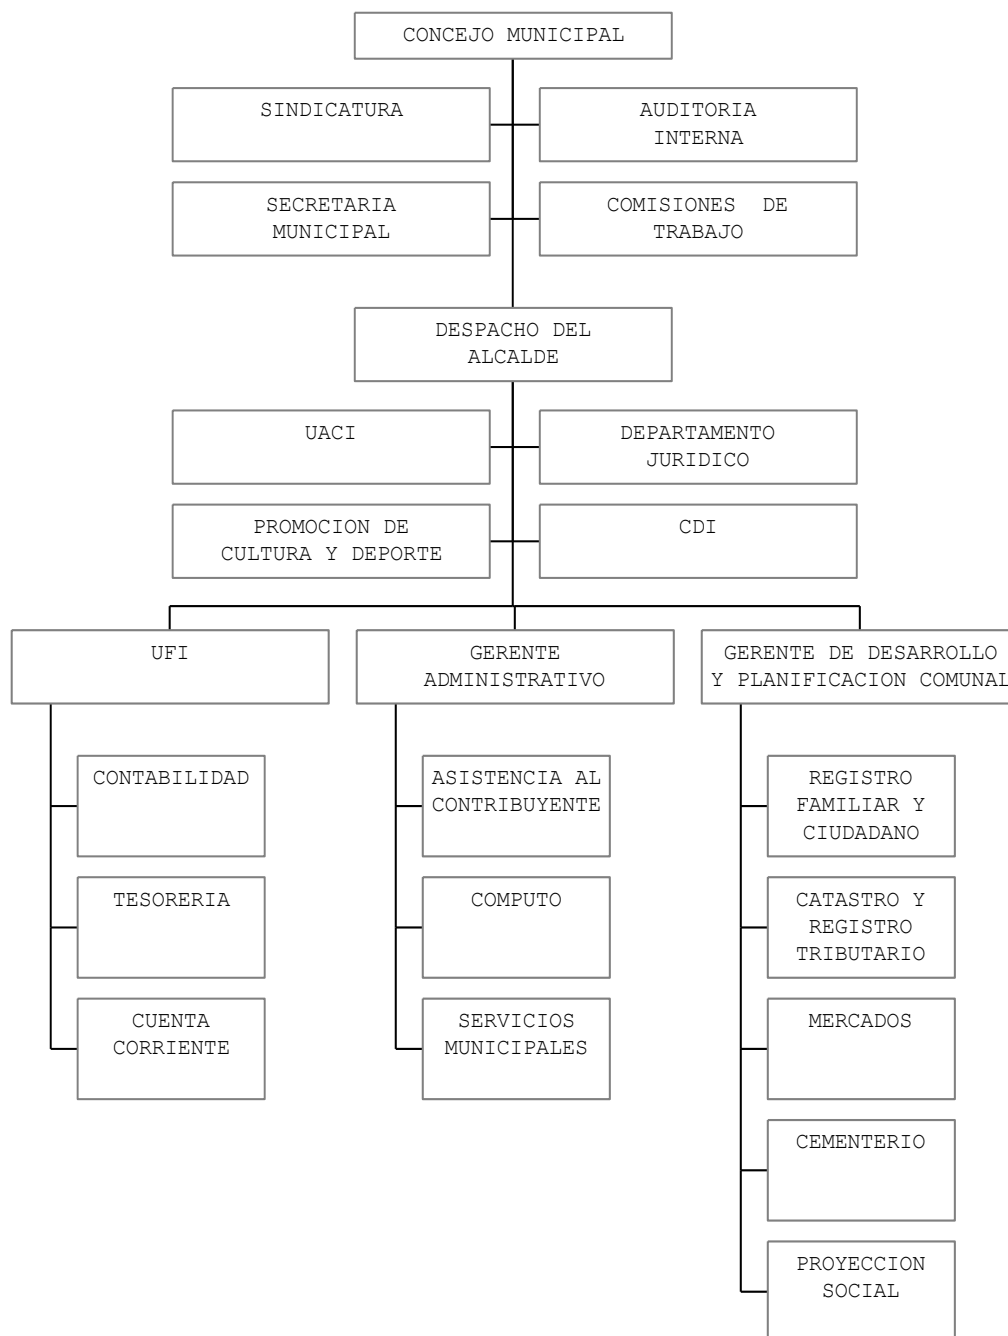 CONCEJO MUNICIPAL
SINDICATURA
AUDITORIA
INTERNA
SECRETARIA
MUNICIPAL
COMISIONES DE
TRABAJO
DESPACHO DEL
ALCALDE
UACI
DEPARTAMENTO
JURIDICO
PROMOCION DE
CULTURA Y DEPORTE
CDI
UFI
GERENTE
ADMINISTRATIVO
GERENTE DE DESARROLLO
Y PLANIFICACION COMUNAL
CONTABILIDAD
TESORERIA
CUENTA
CORRIENTE
ASISTENCIA AL
CONTRIBUYENTE
COMPUTO
SERVICIOS
MUNICIPALES
REGISTRO
FAMILIAR Y
CIUDADANO
CATASTRO Y
REGISTRO
TRIBUTARIO
MERCADOS
CEMENTERIO
PROYECCION
SOCIAL